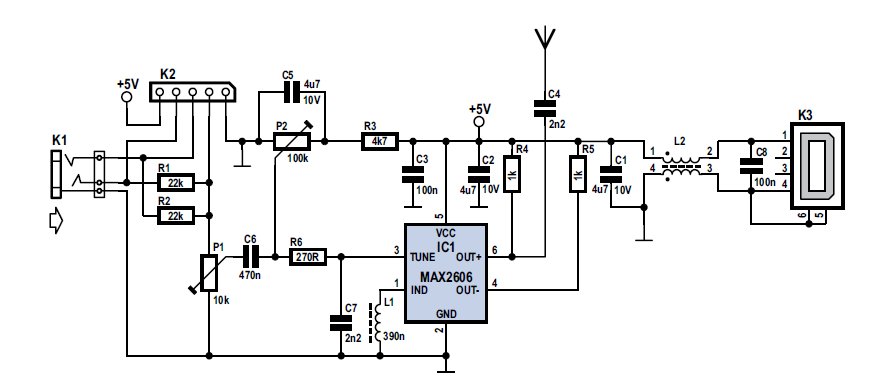 +5V
K2
C5
4u7
10V
C4
2n2
K1
P2
100k
R3
4k7
+5V
R4
1k
R5
1k
L2
1
2
4
3
K3
1
2
3
4
6
5
C8
100n
R1
22k
R2
22k
C3
100n
C2
4u7
10V
C1
4u7
10V
P1
10k
C6
470n
R6
270R
5
VCC
IC1
3
TUNE
OUT+
6
MAX2606
1
IND
OUT-
4
GND
2
C7
2n2
L1
390n